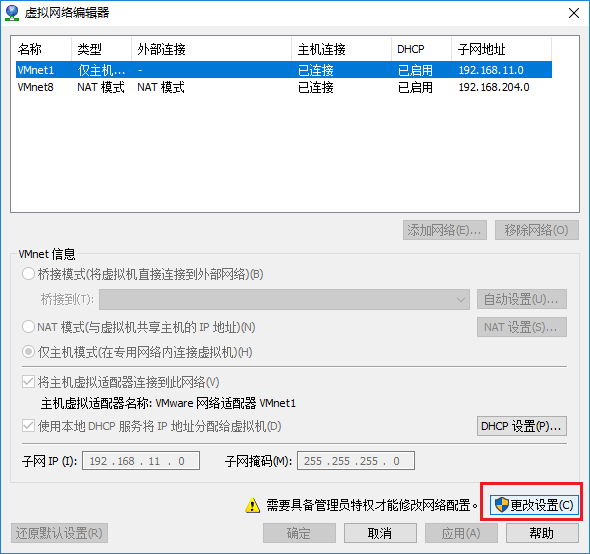 虚拟网络编辑器
名称 类型 外部连接 主机连接 DHCP 子网地址
VMnet1 仅主机... - 已连接 已启用 192.168.11.0
VMnet8 NAT 模式 NAT 模式 已连接 已启用 192.168.204.0
添加网络(E)... 移除网络(O)
VMnet 信息
桥接模式(将虚拟机直接连接到外部网络)(B)
桥接到(T): 自动设置(U)...
NAT 模式(与虚拟机共享主机的 IP 地址)(N) NAT 设置(S)...
仅主机模式(在专用网络内连接虚拟机)(H)
将主机虚拟适配器连接到此网络(V)
主机虚拟适配器名称: VMware 网络适配器 VMnet1
使用本地 DHCP 服务将 IP 地址分配给虚拟机(D) DHCP 设置(P)...
子网 IP (I): 192 . 168 . 11 . 0 子网掩码(M): 255 . 255 . 255 . 0
需要具备管理员特权才能修改网络配置。 更改设置(C)
还原默认设置(R) 确定 取消 应用(A) 帮助